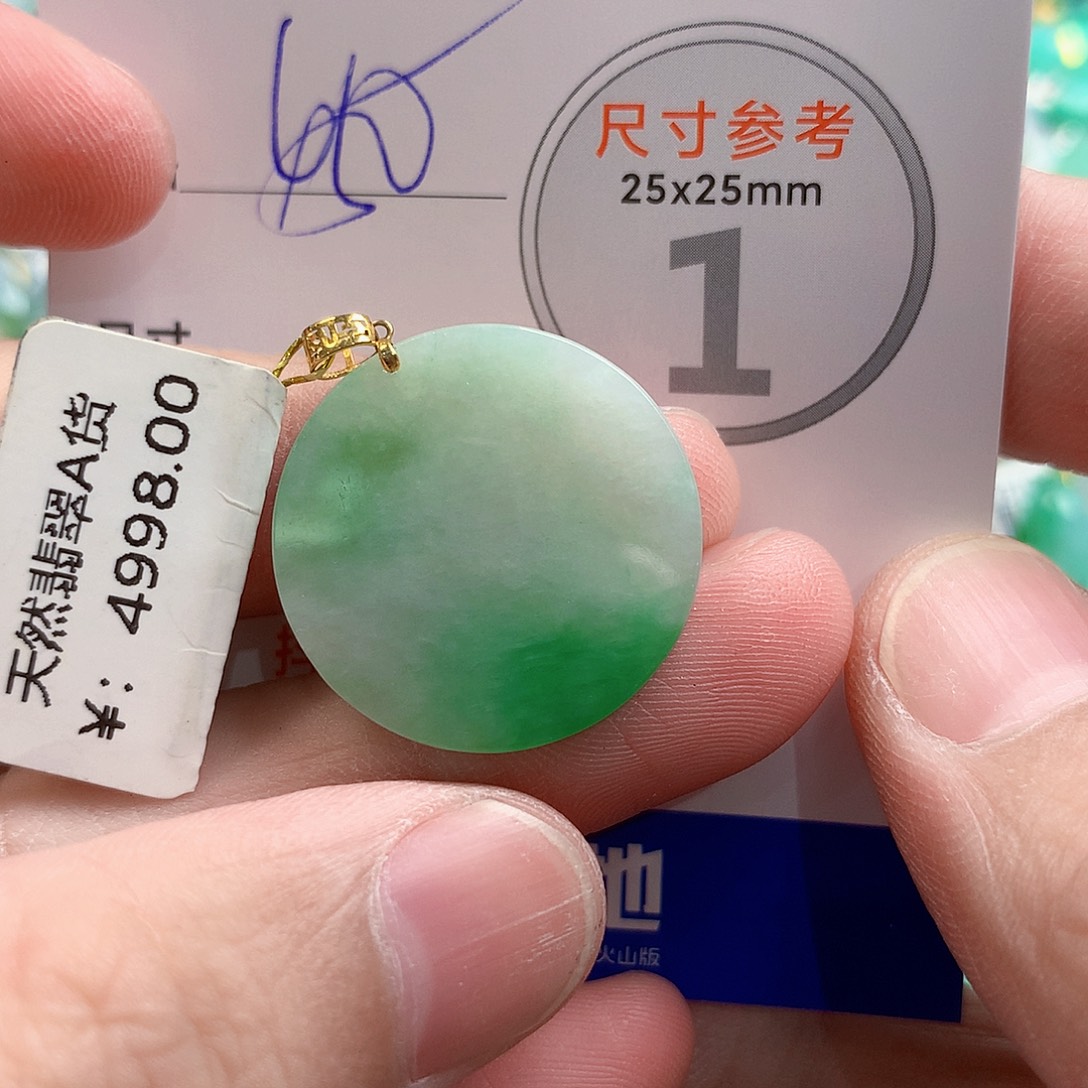 尺寸参考
25x25mm
1
天然翡翠A货
¥: 4998.00
地
火山版